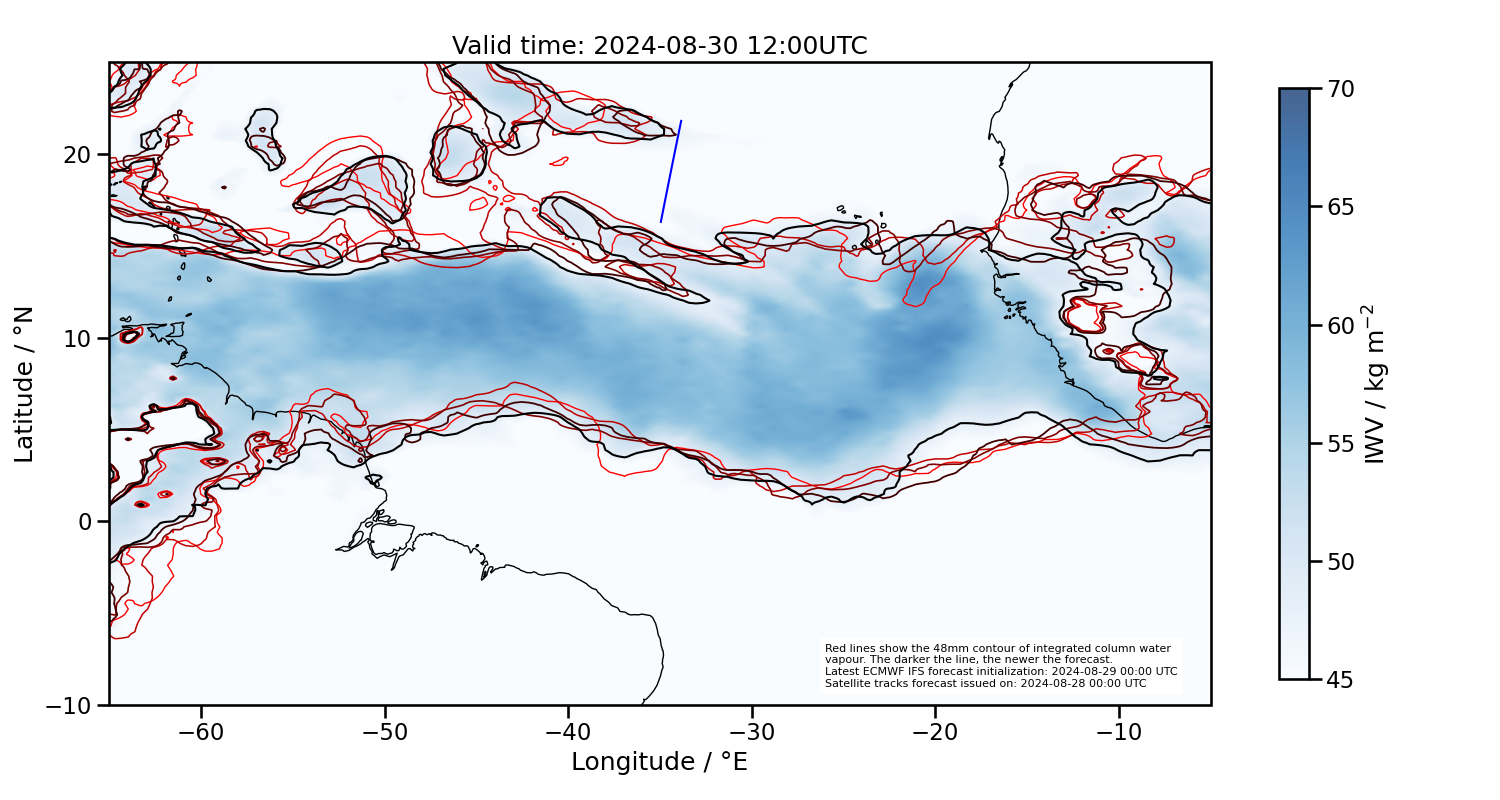 Valid time: 2024-08-30 12:00UTC
Latitude / °N
20
10
0
−10
−60
−50
−40
−30
−20
−10
Longitude / °E
Red lines show the 48mm contour of integrated column water
vapour. The darker the line, the newer the forecast.
Latest ECMWF IFS forecast initialization: 2024-08-29 00:00 UTC
Satellite tracks forecast issued on: 2024-08-28 00:00 UTC
70
65
60
55
50
45
IWV / kg m⁻²